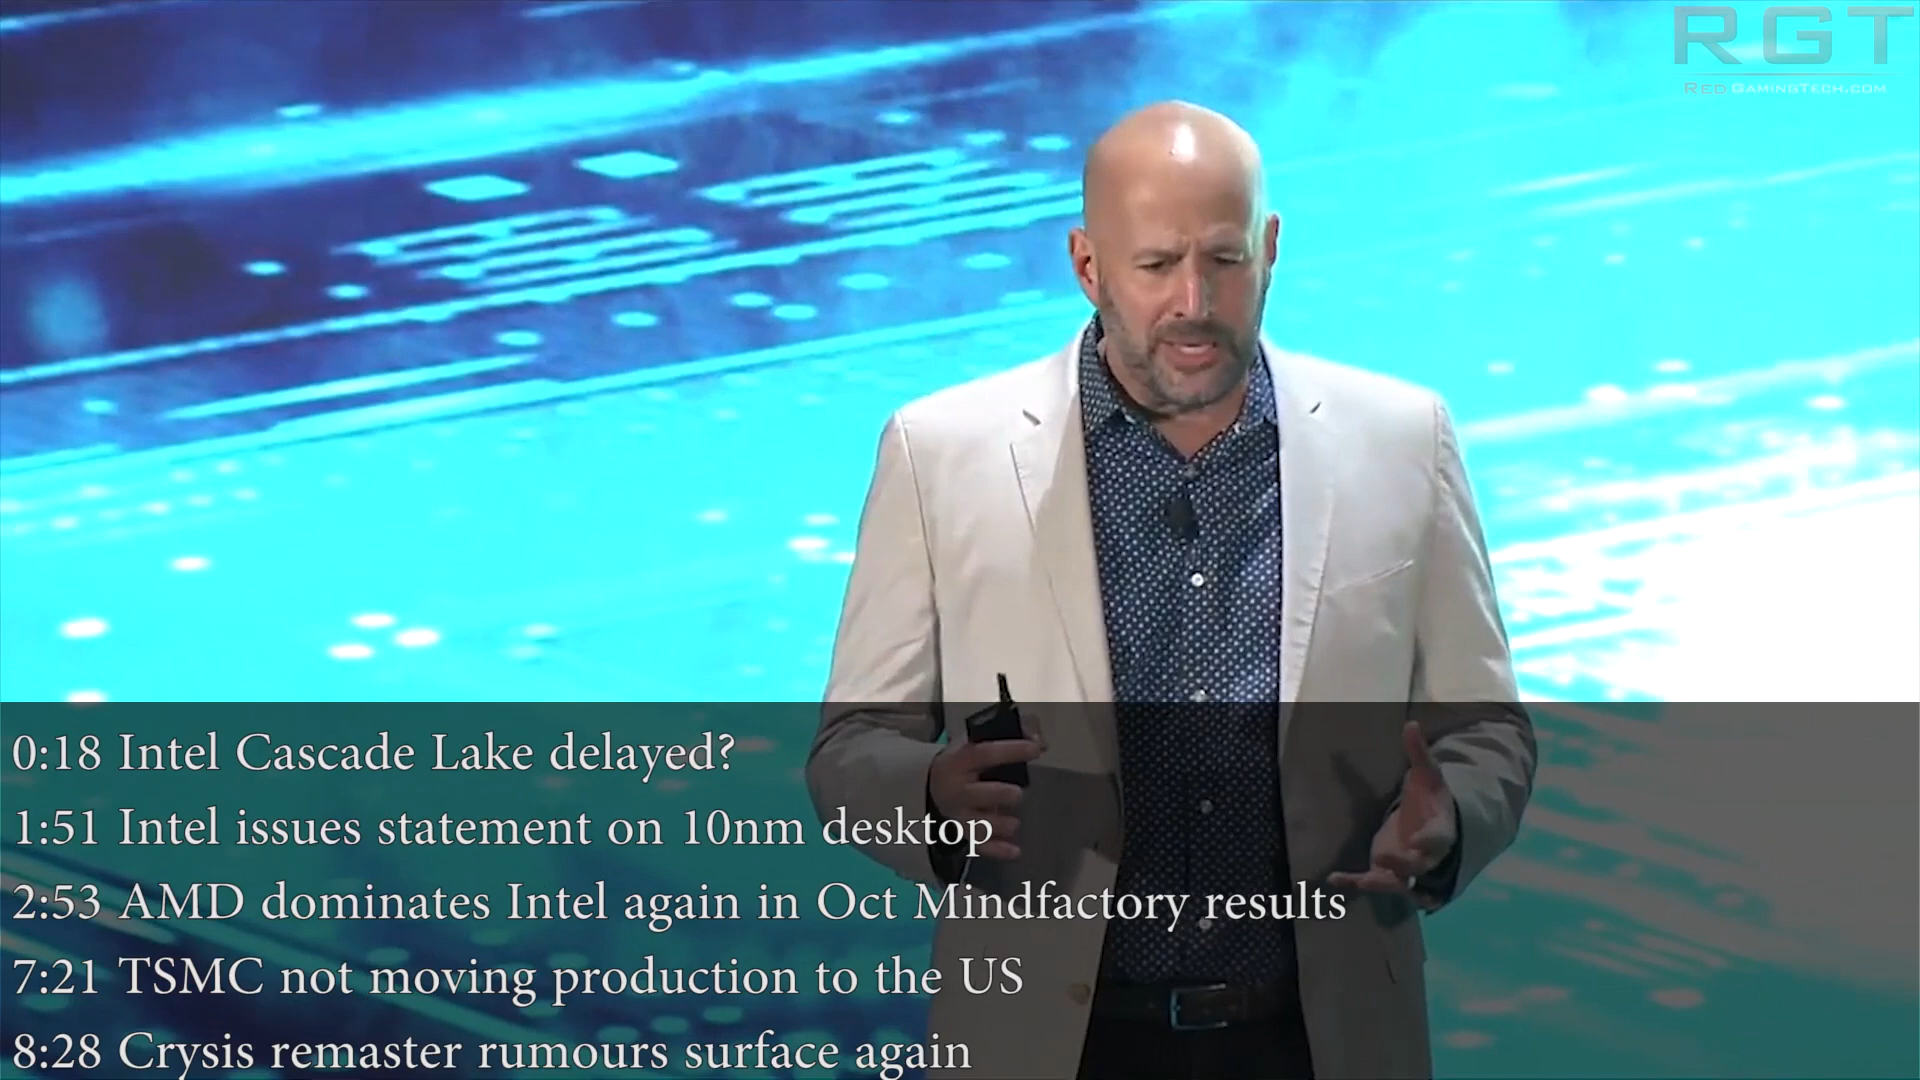 RGT
RedGamingTech.com
0:18 Intel Cascade Lake delayed?
1:51 Intel issues statement on 10nm desktop
2:53 AMD dominates Intel again in Oct Mindfactory results
7:21 TSMC not moving production to the US
8:28 Crysis remaster rumours surface again